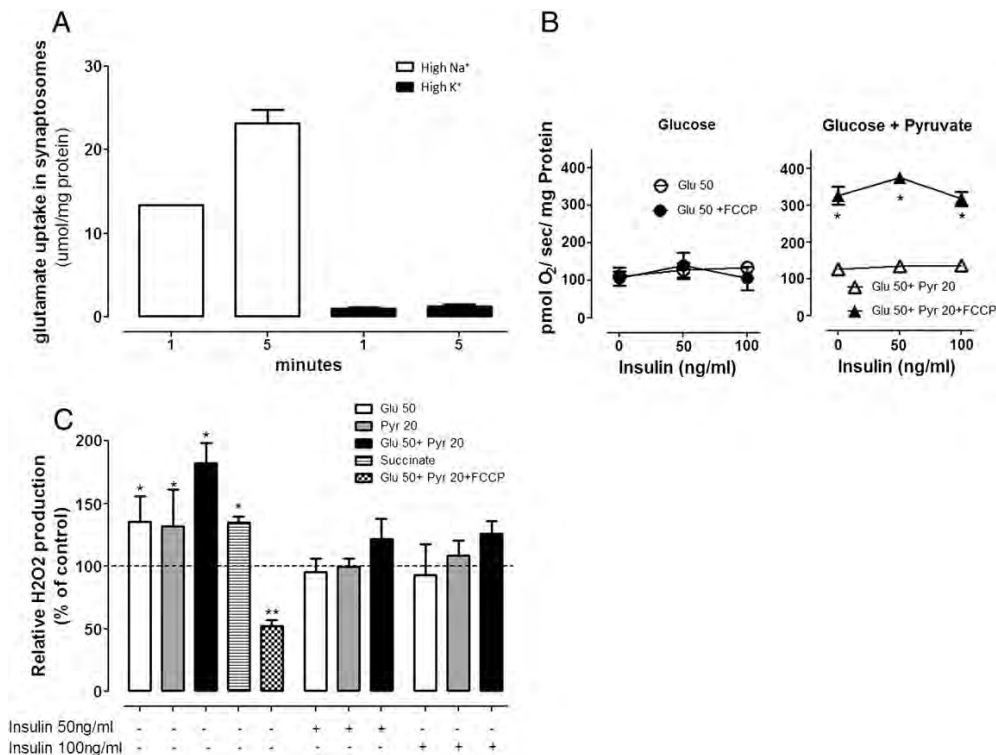 A
glutamate uptake in synaptosomes
(umol/mg protein)
30
20
10
0
High Na⁺
High K⁺
1
5
1
5
minutes
B
pmol O₂/ sec/ mg Protein
Glucose
400
300
200
100
0
Glu 50
Glu 50 +FCCP
0
50
100
Insulin (ng/ml)
Glucose + Pyruvate
400
300
200
100
0
*
*
*
Glu 50+ Pyr 20
Glu 50+ Pyr 20+FCCP
0
50
100
Insulin (ng/ml)
C
Relative H2O2 production
(% of control)
200
150
100
50
0
Glu 50
Pyr 20
Glu 50+ Pyr 20
Succinate
Glu 50+ Pyr 20+FCCP
*
*
*
*
**
Insulin 50ng/ml - - - - - + + + - - -
Insulin 100ng/ml - - - - - - - - + + +